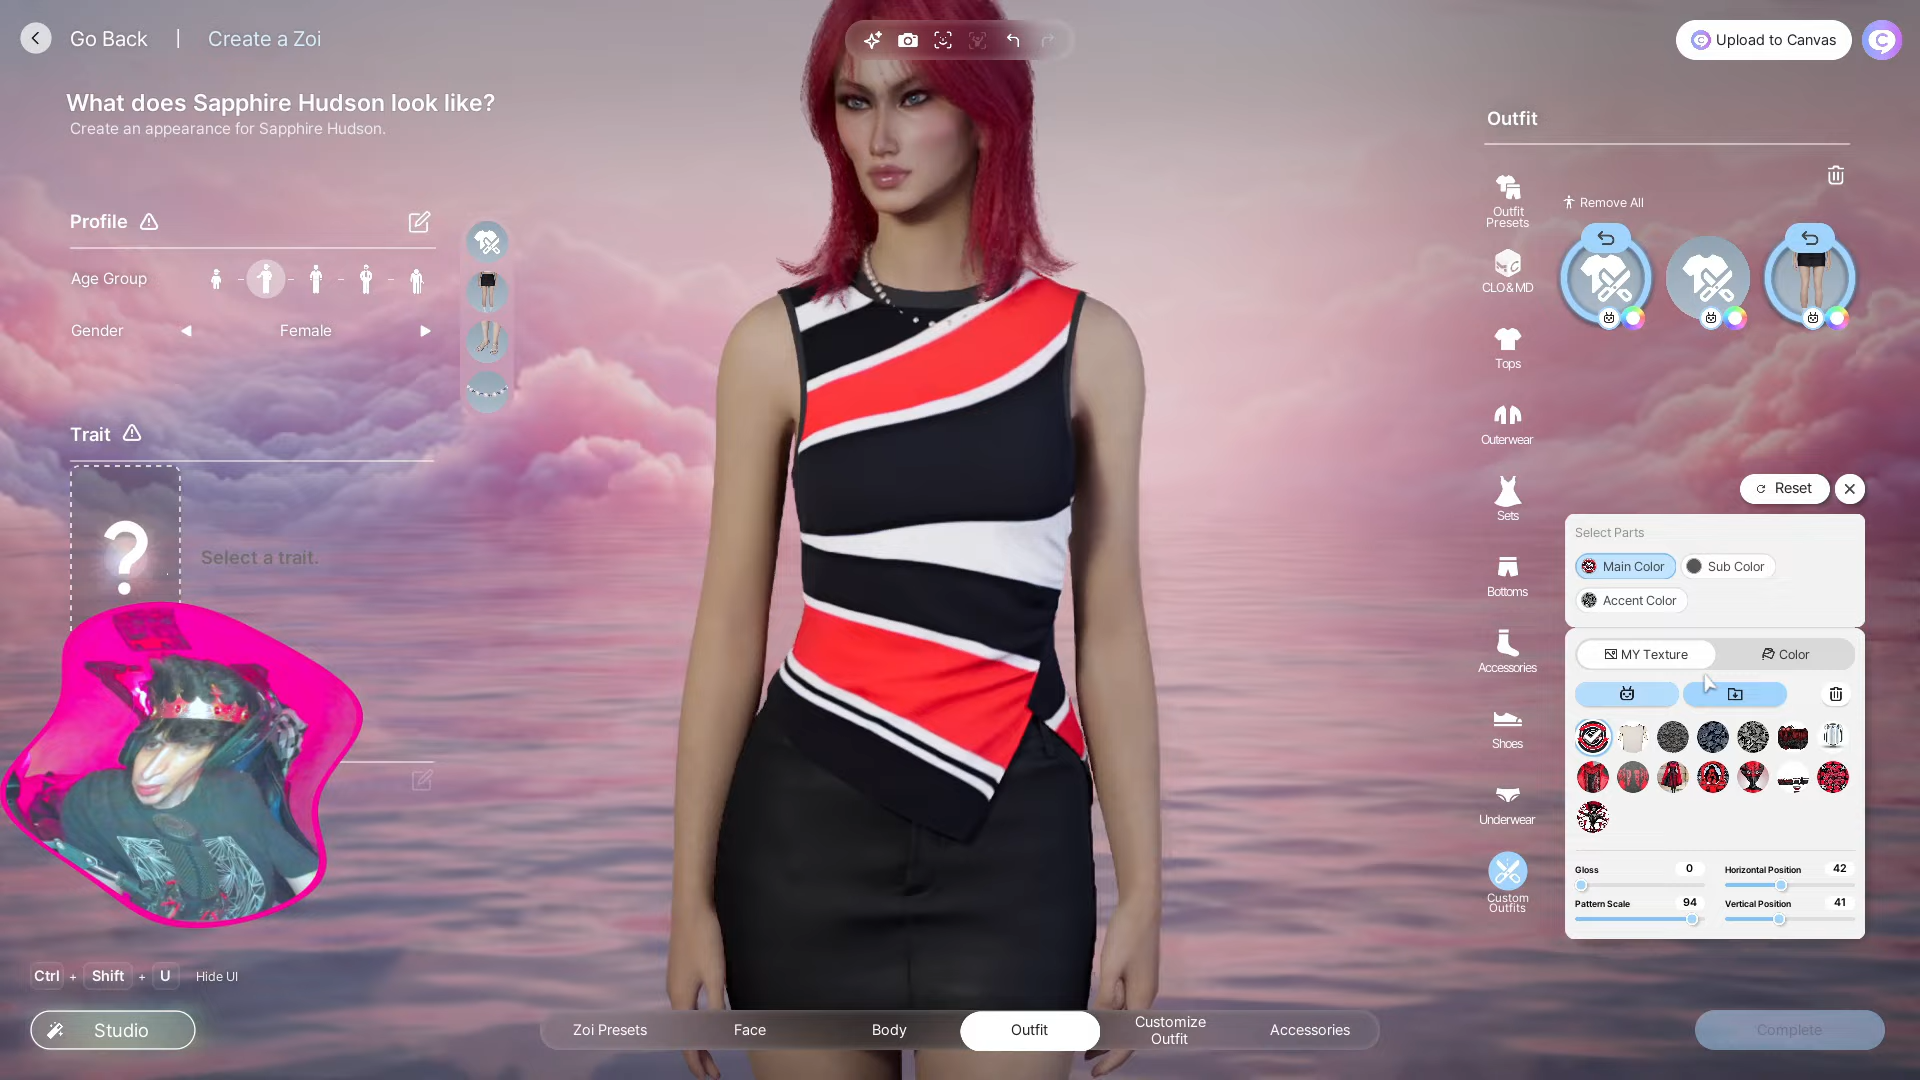 Go Back | Create a Zoi
Upload to Canvas
What does Sapphire Hudson look like?
Create an appearance for Sapphire Hudson.
Profile
Age Group
Gender
Female
Trait
?
Select a trait.
Ctrl + Shift + U Hide UI
Studio
Zoi Presets
Face
Body
Outfit
Customize
Outfit
Accessories
Complete
Outfit
Outfit
Presets
CLO&MD
Tops
Outerwear
Sets
Bottoms
Accessories
Shoes
Underwear
Custom
Outfits
Remove All
Reset
Select Parts
Main Color
Sub Color
Accent Color
MY Texture
Color
Gloss 0
Horizontal Position 42
Pattern Scale 94
Vertical Position 41